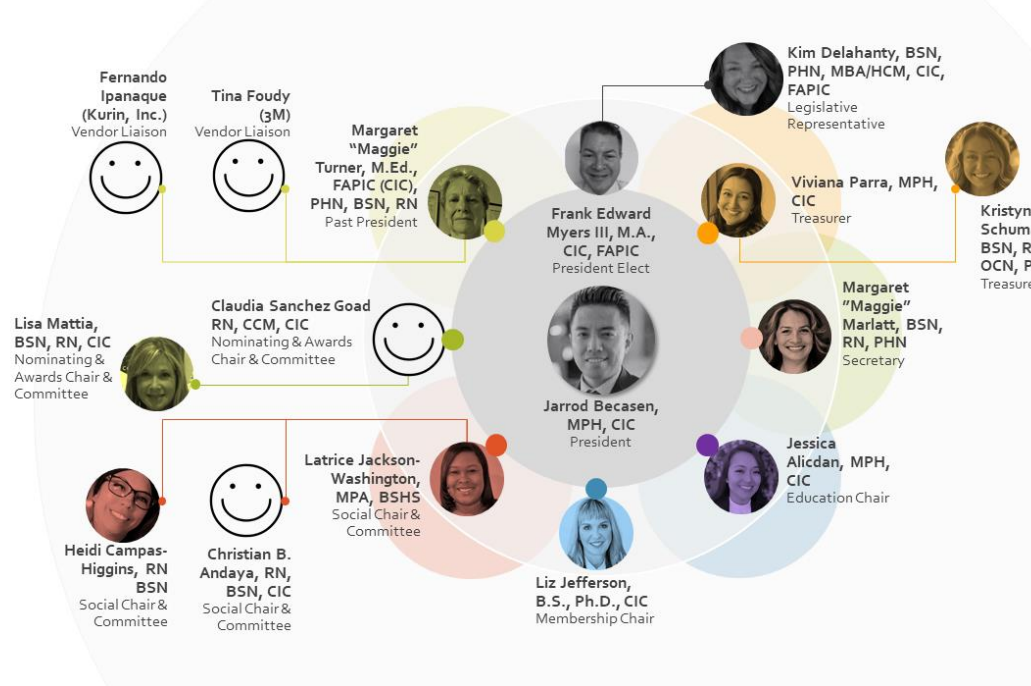 Kim Delahanty, BSN,
PHN, MBA/HCM, CIC,
FAPIC
Legislative
Representative
Fernando
Ipanaque
(Kurin, Inc.)
Vendor Liaison
Tina Foudy
(3M)
Vendor Liaison
Margaret
“Maggie”
Turner, M.Ed.,
FAPIC (CIC),
PHN, BSN, RN
Past President
Frank Edward
Myers III, M.A.,
CIC, FAPIC
President Elect
Viviana Parra, MPH,
CIC
Treasurer
Kristyn
Schum
BSN, R
OCN, P
Treasure
Lisa Mattia,
BSN, RN, CIC
Nominating &
Awards Chair &
Committee
Claudia Sanchez Goad
RN, CCM, CIC
Nominating & Awards
Chair & Committee
Jarrod Becasen,
MPH, CIC
President
Margaret
”Maggie”
Marlatt, BSN,
RN, PHN
Secretary
Heidi Campas-
Higgins, RN
BSN
Social Chair &
Committee
Christian B.
Andaya, RN,
BSN, CIC
Social Chair &
Committee
Latrice Jackson-
Washington,
MPA, BSHS
Social Chair &
Committee
Liz Jefferson,
B.S., Ph.D., CIC
Membership Chair
Jessica
Alicdan, MPH,
CIC
Education Chair